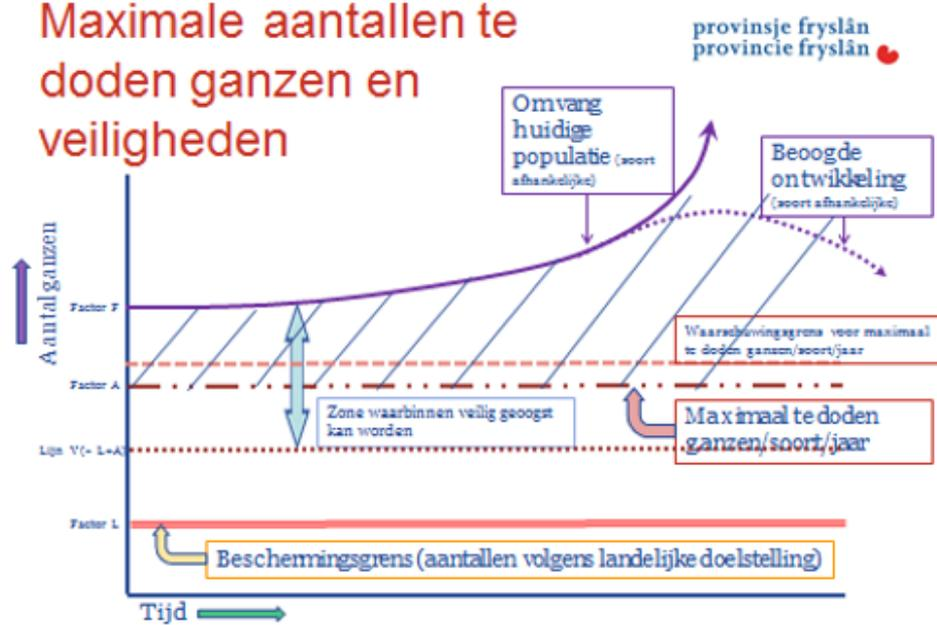 Maximale aantallen te
doden ganzen en
veiligheden
provinsje fryslân
provincie fryslân
Omvang
huidige
populatie (soort
afhankelijke)
Beoogde
ontwikkeling
(soort afhankelijke)
Aantal ganzen
Factor F
Waarschuwingsgrens voor maximaal
te doden ganzen/soort/jaar
Factor A
Zone waarbinnen veilig geoogst
kan worden
Maximaal te doden
ganzen/soort/jaar
Lijn V(= L+A)
Factor L
Beschermingsgrens (aantallen volgens landelijke doelstelling)
Tijd